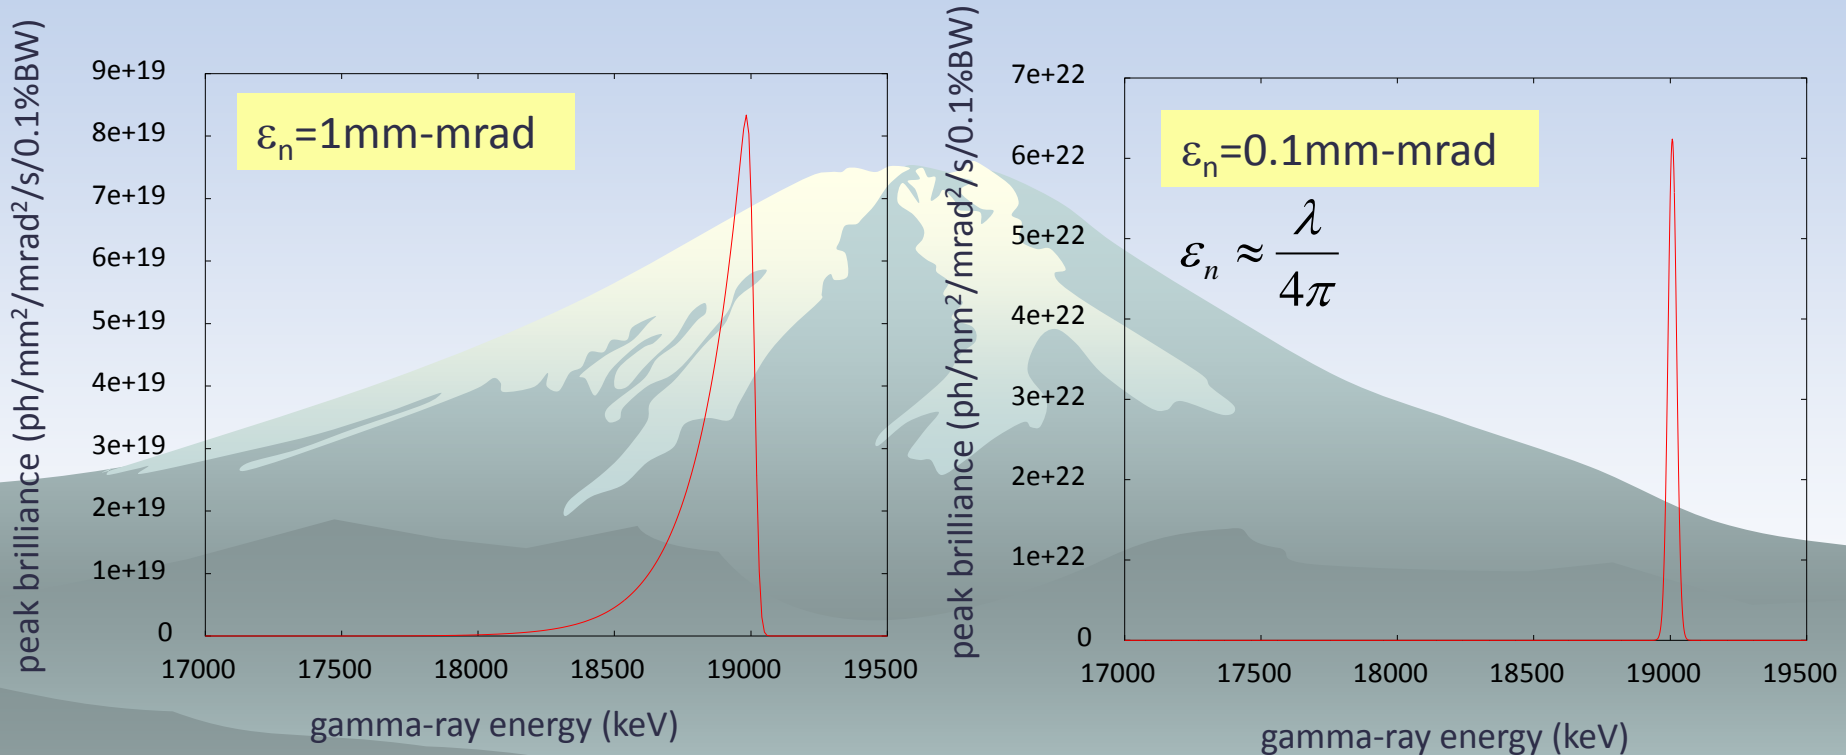 peak brilliance (ph/mm²/mrad²/s/0.1%BW)
9e+19
8e+19
7e+19
6e+19
5e+19
4e+19
3e+19
2e+19
1e+19
0
εₙ=1mm-mrad
17000 17500 18000 18500 19000 19500
gamma-ray energy (keV)
peak brilliance (ph/mm²/mrad²/s/0.1%BW)
7e+22
6e+22
5e+22
4e+22
3e+22
2e+22
1e+22
0
εₙ=0.1mm-mrad
εₙ ≈ λ/4π
17000 17500 18000 18500 19000 19500
gamma-ray energy (keV)